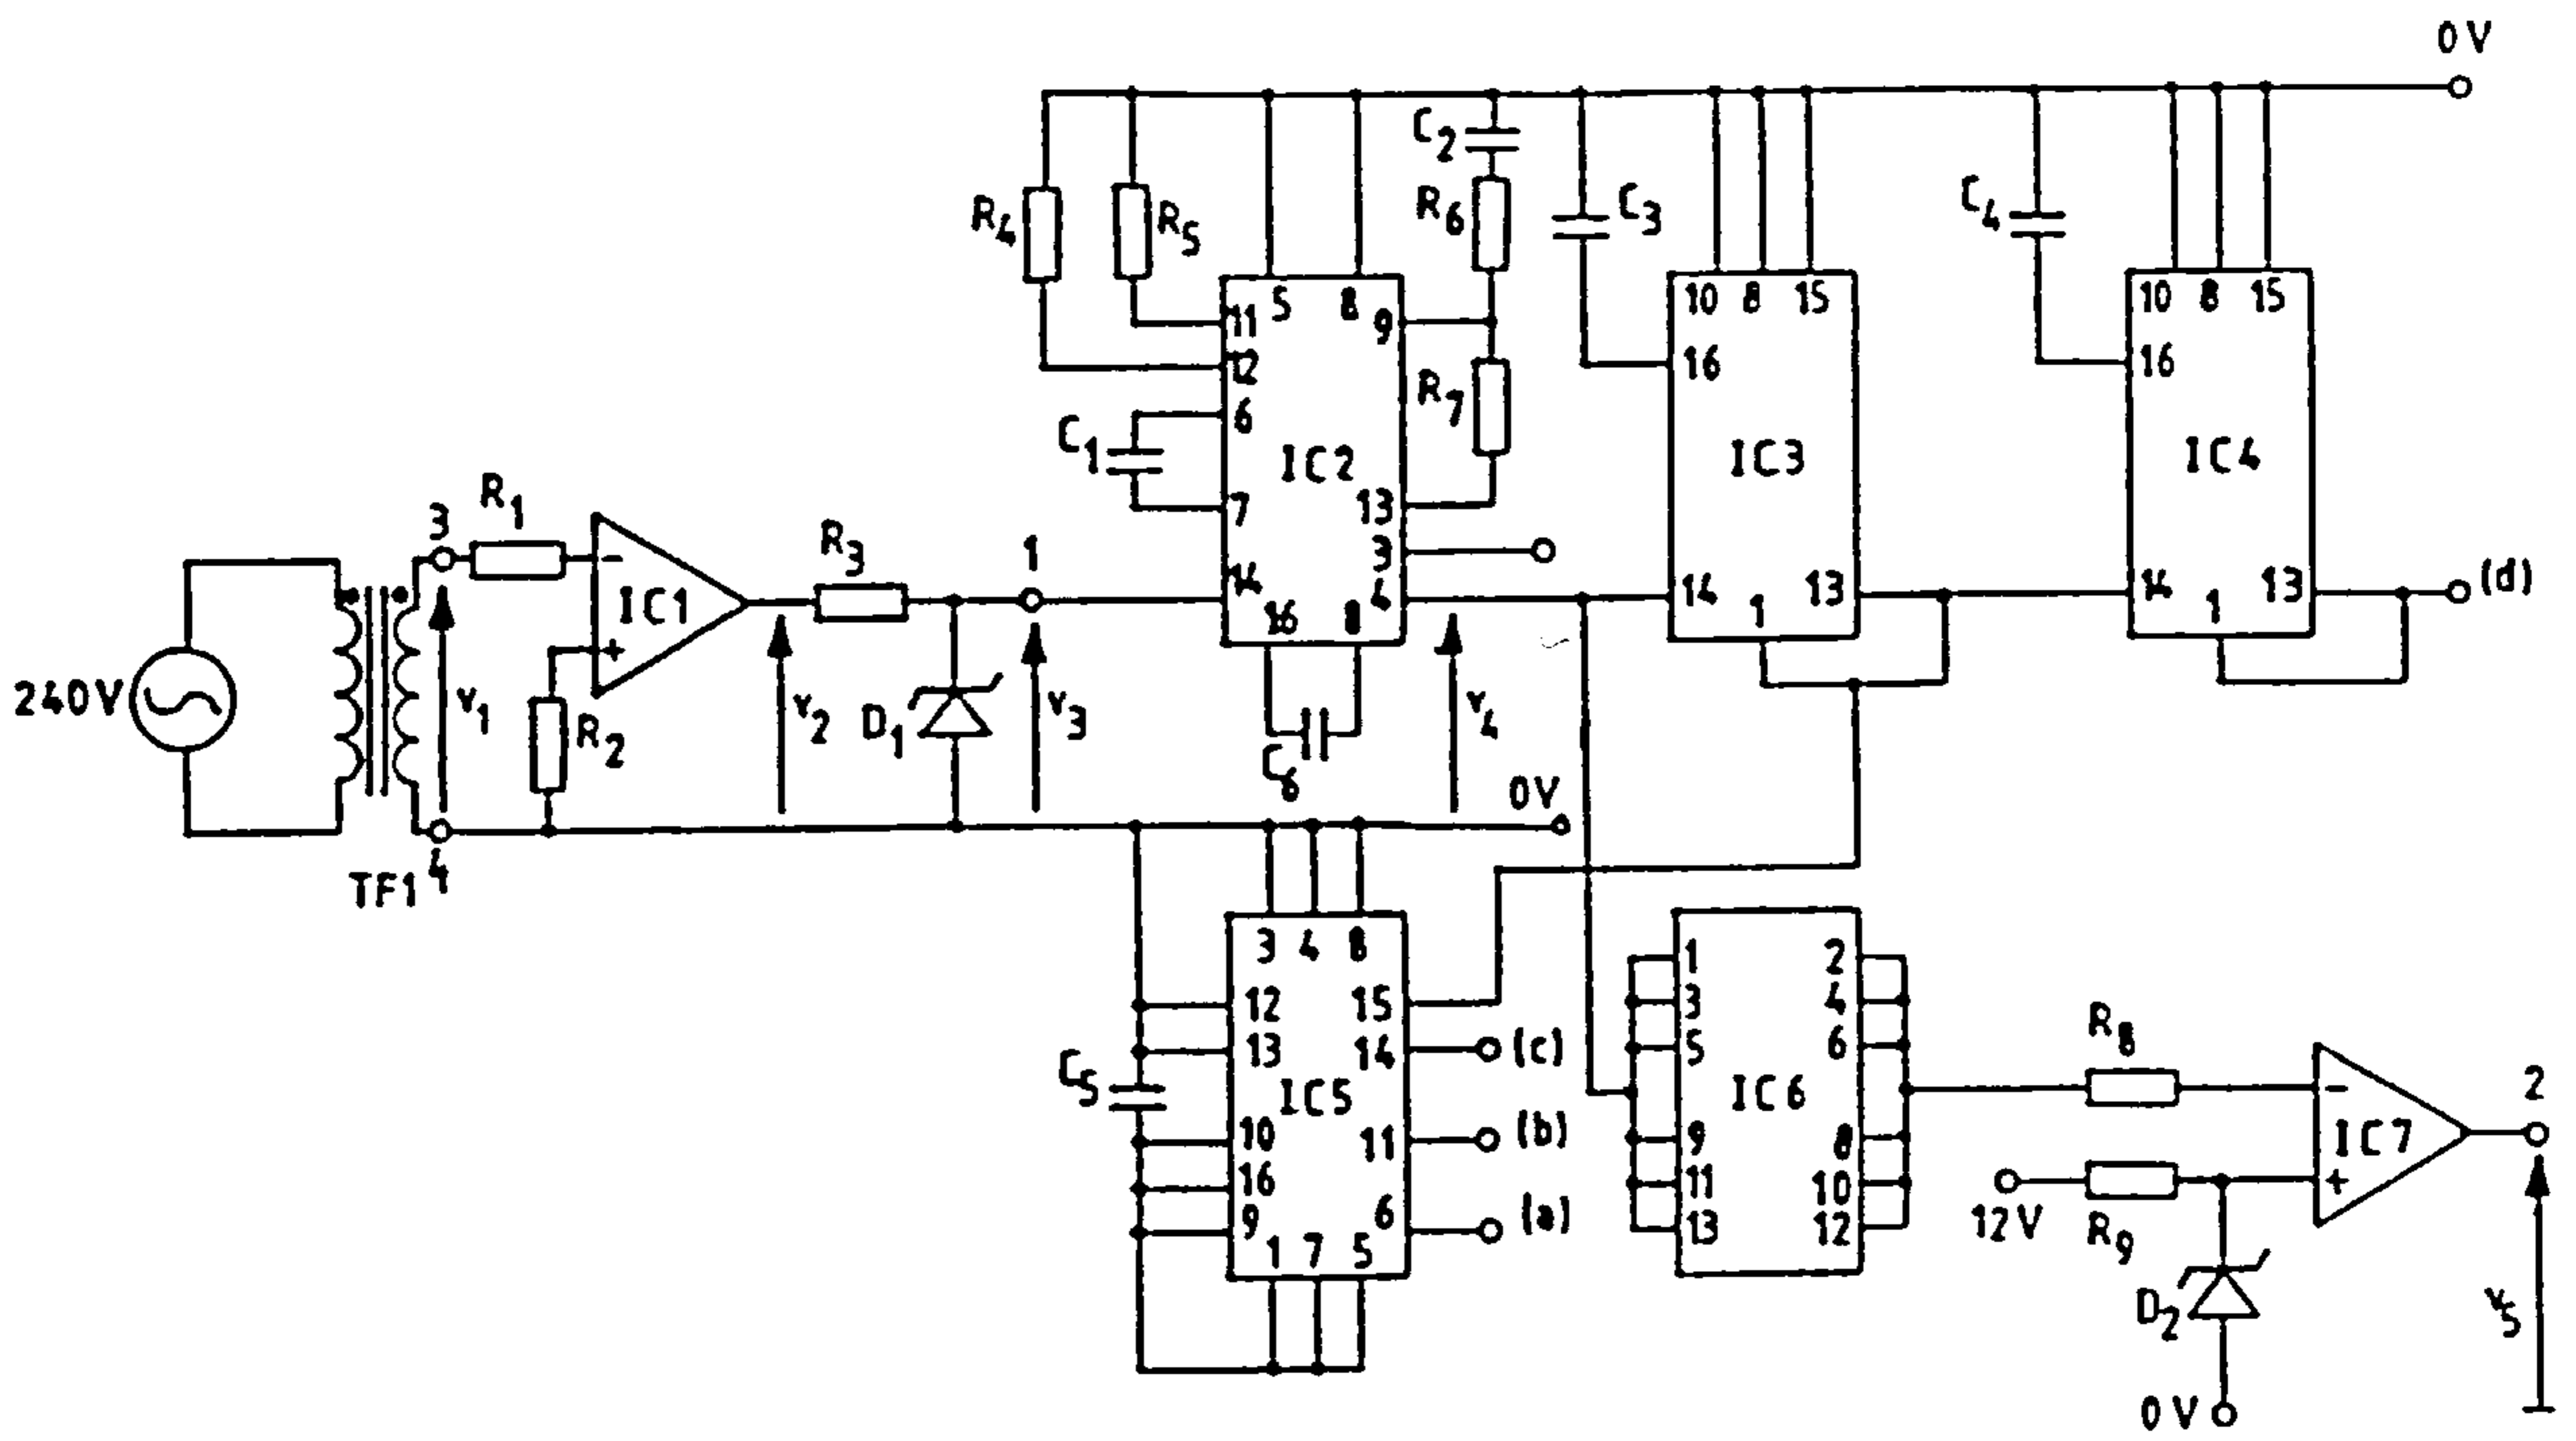 0V
C2
R4
R5
R6
C3
C4
5 8
11
12
9
6
7
13
3
14
4
16 8
IC2
C1
R7
10 8 15
16
IC3
14
1
13
10 8 15
16
IC4
14
1
13
(d)
240V
3
R1
v1
4
TF1
IC1
-
+
R2
R3
v2
D1
1
v3
C6
v4
0V
3 4 8
12
13
10
16
9
1 7 5
15
14
11
6
IC5
C5
(c)
(b)
(a)
1
3
5
9
11
13
IC6
2
4
6
8
10
12
R8
12V
R9
-
+
IC7
D2
0V
2
v5